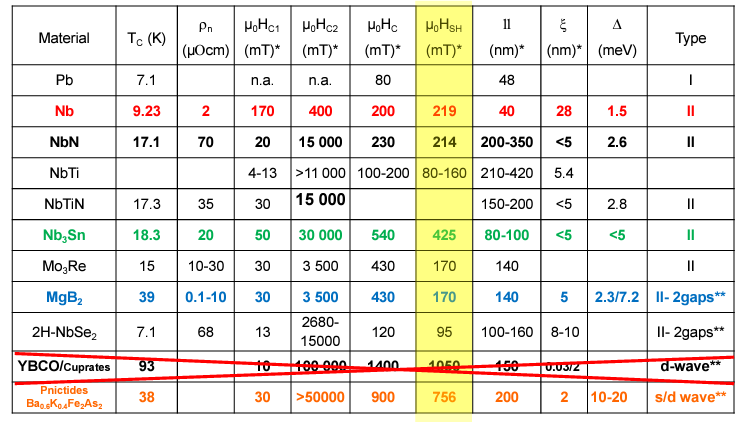 Material T_C (K) ρ_n (μOcm) μ₀H_C1 (mT)* μ₀H_C2 (mT)* μ₀H_C (mT)* μ₀H_SH (mT)* ll (nm)* ξ (nm)* Δ (meV) Type
Pb 7.1 n.a. n.a. 80 48 I
Nb 9.23 2 170 400 200 219 40 28 1.5 II
NbN 17.1 70 20 15 000 230 214 200-350 <5 2.6 II
NbTi 4-13 >11 000 100-200 80-160 210-420 5.4
NbTiN 17.3 35 30 15 000 150-200 <5 2.8 II
Nb₃Sn 18.3 20 50 30 000 540 425 80-100 <5 <5 II
Mo₃Re 15 10-30 30 3 500 430 170 140 II
MgB₂ 39 0.1-10 30 3 500 430 170 140 5 2.3/7.2 II- 2gaps**
2H-NbSe₂ 7.1 68 13 2680-15000 120 95 100-160 8-10 II- 2gaps**
YBCO/Cuprates 93 10 100 000 1400 1050 150 0.03/2 d-wave**
Pnictides Ba₀.₆K₀.₄Fe₂As₂ 38 30 >50000 900 756 200 2 10-20 s/d wave**